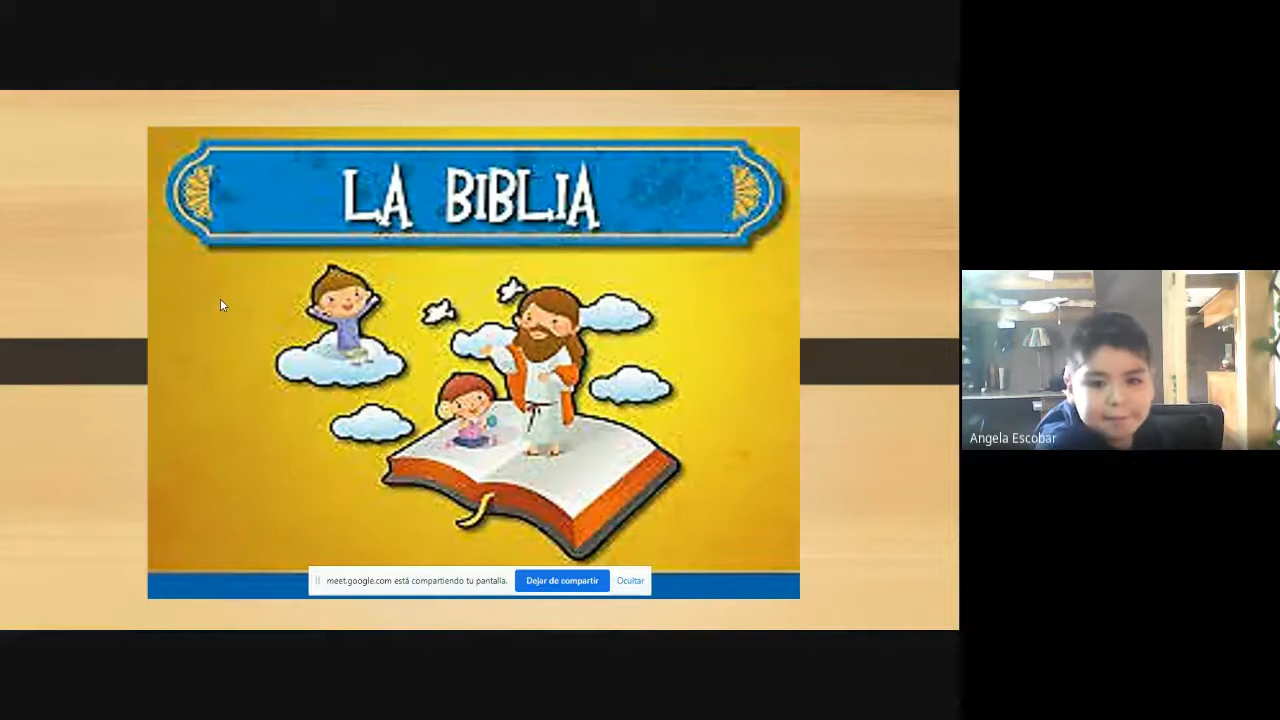 LA BIBLIA
meet.google.com está compartiendo tu pantalla.
Dejar de compartir
Ocultar
Angela Escobar